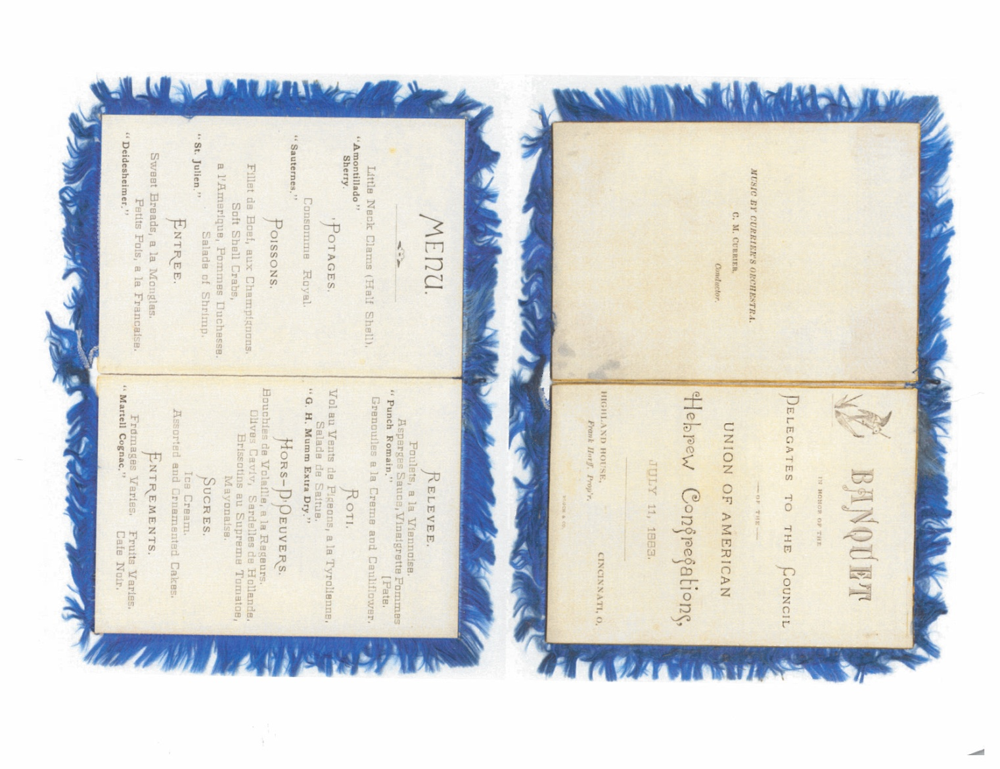 BANQUET
IN HONOR OF THE
DELEGATES TO THE COUNCIL
—OF THE—
UNION OF AMERICAN
Hebrew Congregations,
JULY 11, 1883.
HIGHLAND HOUSE, CINCINNATI, O.
Frank Harff, Prop'r.
MUSIC BY CURRIER'S ORCHESTRA.
C. M. CURRIER,
Conductor.
MENU.
Little Neck Clams (Half Shell).
"Amontillado"
Sherry.
POTAGES.
Consomme Royal.
"Sauternes."
POISSONS.
Fillet de Boef, aux Champignons.
Soft Shell Crabs,
a l'Amerique, Pommes Duchesse.
Salade of Shrimp.
"St. Julien."
ENTREE.
Sweet Breads, a la Monglas.
Petits Pois, a la Francaise.
"Deidesheimer."
RELEVEE.
Poulets, a la Viennoise.
Asperges Sauce, Vinaigrette Pommes
[Pate.
"Punch Romain."
Grenouiles a la Creme and Cauliflower.
ROTI.
Vol au Vents de Pigeons, a la Tyrolienne.
Salade de Saitue.
"G. H. Mumm Extra Dry."
HORS-D'OEUVERS.
Bouchies de Volaille, a la Regeurs.
Olives Caviv, Sardelles de Hollands,
Brissotins au Supreme Tomatoe,
Mayonaise.
SUCRES.
Ice Cream.
Assorted and Ornamented Cakes.
ENTREMENTS.
Fromages Varies. Fruits Varies.
"Martell Cognac." Cafe Noir.